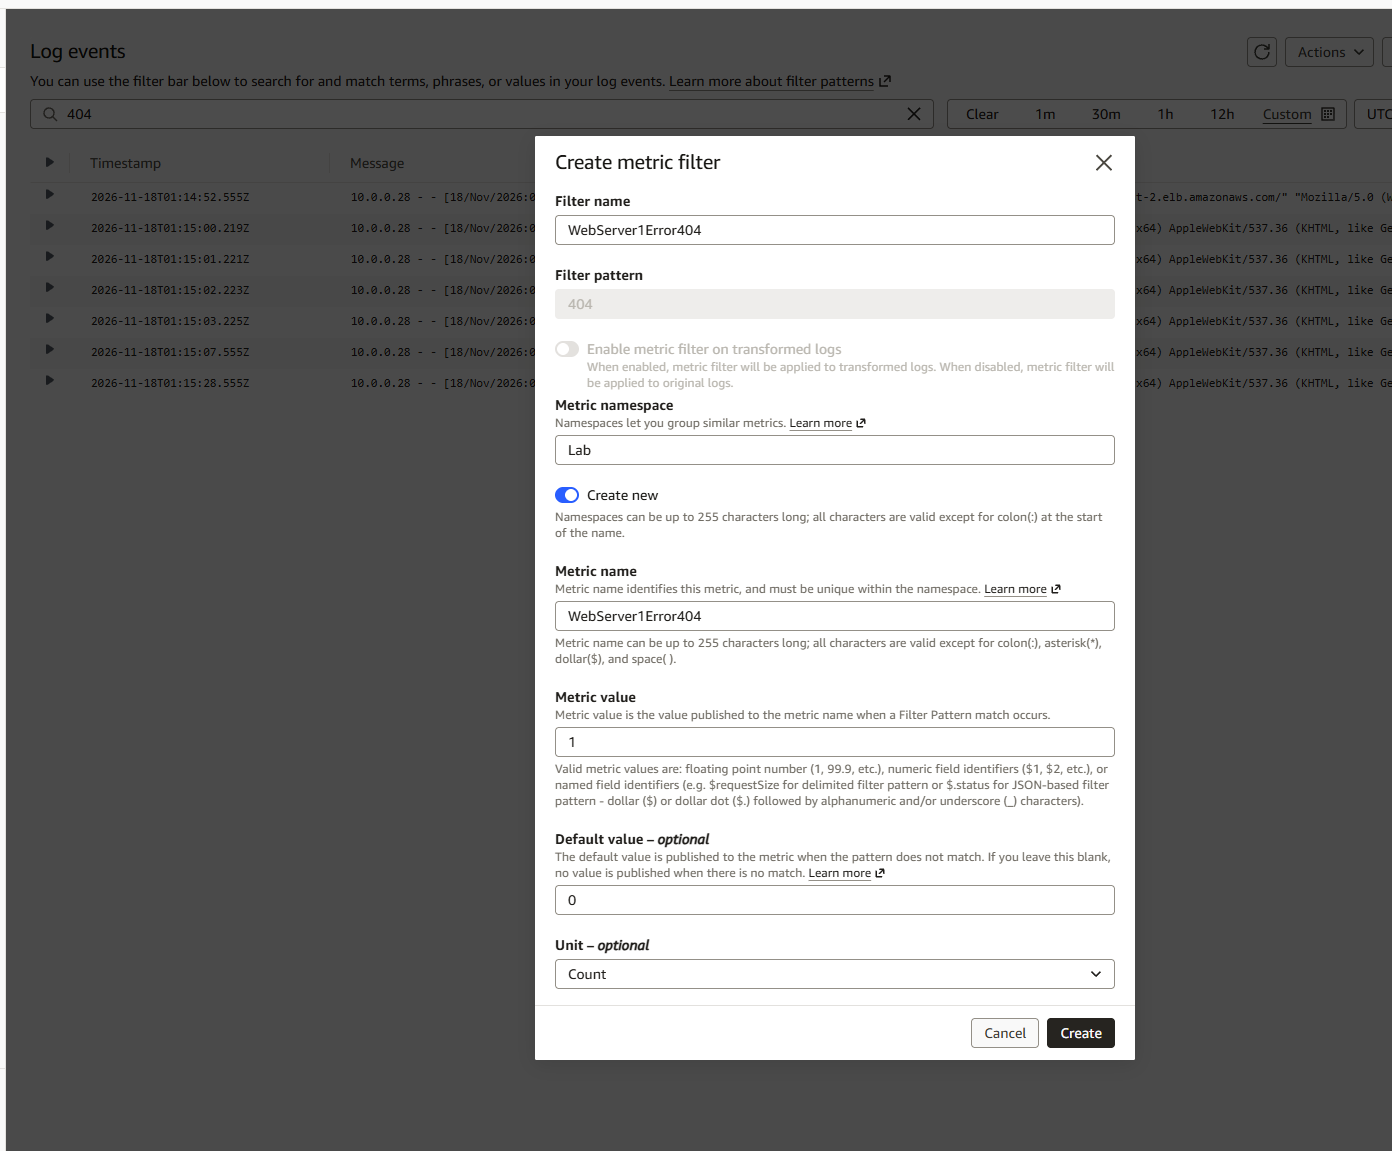 Log events
Actions
You can use the filter bar below to search for and match terms, phrases, or values in your log events. Learn more about filter patterns
404
Clear 1m 30m 1h 12h Custom UTC
Timestamp Message
2026-11-18T01:14:52.555Z 10.0.0.28 - - [18/Nov/2026:0 t-2.elb.amazonaws.com/" "Mozilla/5.0 (W
2026-11-18T01:15:00.219Z 10.0.0.28 - - [18/Nov/2026:0 x64) AppleWebKit/537.36 (KHTML, like Ge
2026-11-18T01:15:01.221Z 10.0.0.28 - - [18/Nov/2026:0 x64) AppleWebKit/537.36 (KHTML, like Ge
2026-11-18T01:15:02.223Z 10.0.0.28 - - [18/Nov/2026:0 x64) AppleWebKit/537.36 (KHTML, like Ge
2026-11-18T01:15:03.225Z 10.0.0.28 - - [18/Nov/2026:0 x64) AppleWebKit/537.36 (KHTML, like Ge
2026-11-18T01:15:07.555Z 10.0.0.28 - - [18/Nov/2026:0 x64) AppleWebKit/537.36 (KHTML, like Ge
2026-11-18T01:15:28.555Z 10.0.0.28 - - [18/Nov/2026:0 x64) AppleWebKit/537.36 (KHTML, like Ge
Create metric filter
Filter name
WebServer1Error404
Filter pattern
404
Enable metric filter on transformed logs
When enabled, metric filter will be applied to transformed logs. When disabled, metric filter will
be applied to original logs.
Metric namespace
Namespaces let you group similar metrics. Learn more
Lab
Create new
Namespaces can be up to 255 characters long; all characters are valid except for colon(:) at the start
of the name.
Metric name
Metric name identifies this metric, and must be unique within the namespace. Learn more
WebServer1Error404
Metric name can be up to 255 characters long; all characters are valid except for colon(:), asterisk(*),
dollar($), and space( ).
Metric value
Metric value is the value published to the metric name when a Filter Pattern match occurs.
1
Valid metric values are: floating point number (1, 99.9, etc.), numeric field identifiers ($1, $2, etc.), or
named field identifiers (e.g. $requestSize for delimited filter pattern or $.status for JSON-based filter
pattern - dollar ($) or dollar dot ($.) followed by alphanumeric and/or underscore (_) characters).
Default value – optional
The default value is published to the metric when the pattern does not match. If you leave this blank,
no value is published when there is no match. Learn more
0
Unit – optional
Count
Cancel Create